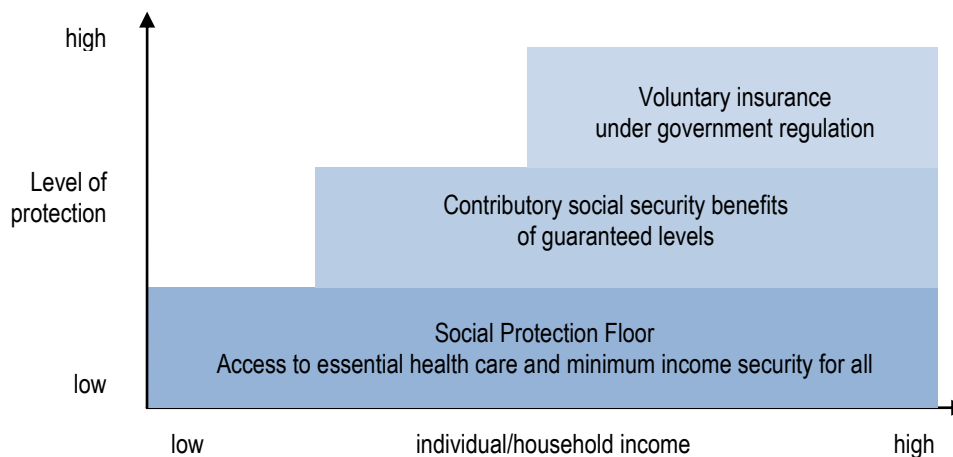 high
Voluntary insurance
under government regulation
Level of
protection
Contributory social security benefits
of guaranteed levels
Social Protection Floor
Access to essential health care and minimum income security for all
low
low
individual/household income
high